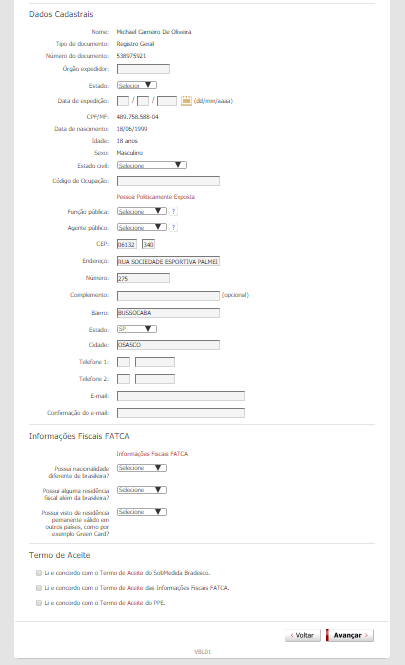 Dados Cadastrais
Nome: Michael Carneiro De Oliveira
Tipo de documento: Registro Geral
Número do documento: 538975921
Órgão expedidor:
Estado: Selecior
Data de expedição: / / (dd/mm/aaaa)
CPF/MF: 489.758.588-04
Data de nascimento: 18/06/1999
Idade: 18 anos
Sexo: Masculino
Estado civil: Selecione
Código de Ocupação:
Pessoa Politicamente Exposta
Função pública: Selecione ?
Agente público: Selecione ?
CEP: 06132 340
Endereço: RUA SOCIEDADE ESPORTIVA PALMEI
Número: 275
Complemento: (opcional)
Bairro: BUSSOCABA
Estado: SP
Cidade: OSASCO
Telefone 1:
Telefone 2:
E-mail:
Confirmação do e-mail:
Informações Fiscais FATCA
Informações Fiscais FATCA
Possui nacionalidade Selecione
diferente de brasileira?
Possui alguma residência Selecione
fiscal além da brasileira?
Possui visto de residência Selecione
permanente válido em
outros países, como por
exemplo Green Card?
Termo de Aceite
Li e concordo com o Termo de Aceite do SobMedida Bradesco.
Li e concordo com o Termo de Aceite das Informações Fiscais FATCA.
Li e concordo com o Termo de Aceite do PPE.
‹ Voltar Avançar ›
VBL01